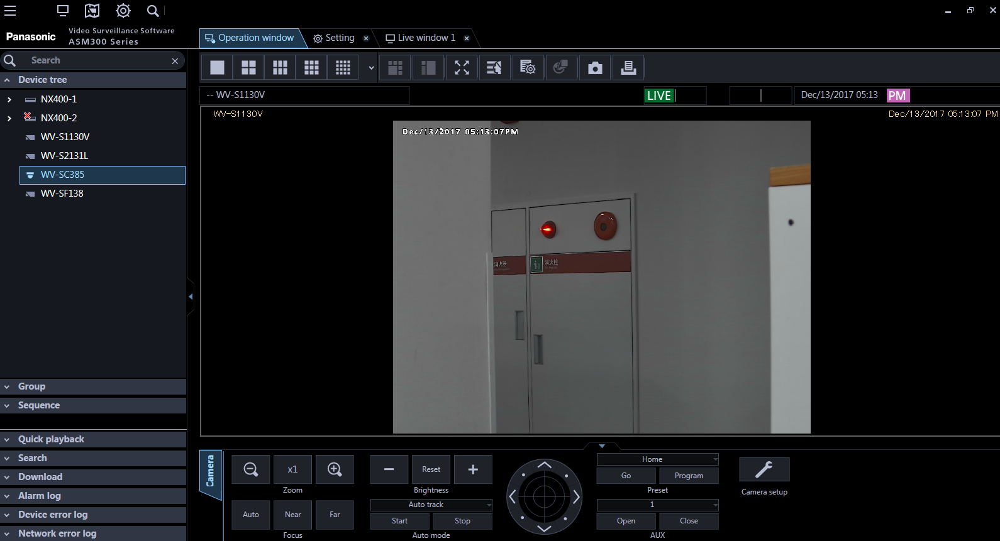 Panasonic
Video Surveillance Software
ASM300 Series
Operation window
Setting
Live window 1
Search
Device tree
NX400-1
NX400-2
WV-S1130V
WV-S2131L
WV-SC385
WV-SF138
Group
Sequence
Quick playback
Search
Download
Alarm log
Device error log
Network error log
-- WV-S1130V
LIVE
Dec/13/2017 05:13 PM
WV-S1130V
Dec/13/2017 05:13:07 PM
Dec/13/2017 05:13:07PM
消火栓
消火栓
Camera
x1
Zoom
Auto
Near
Far
Focus
Reset
Brightness
Auto track
Start
Stop
Auto mode
Home
Go
Program
Preset
1
Open
Close
AUX
Camera setup